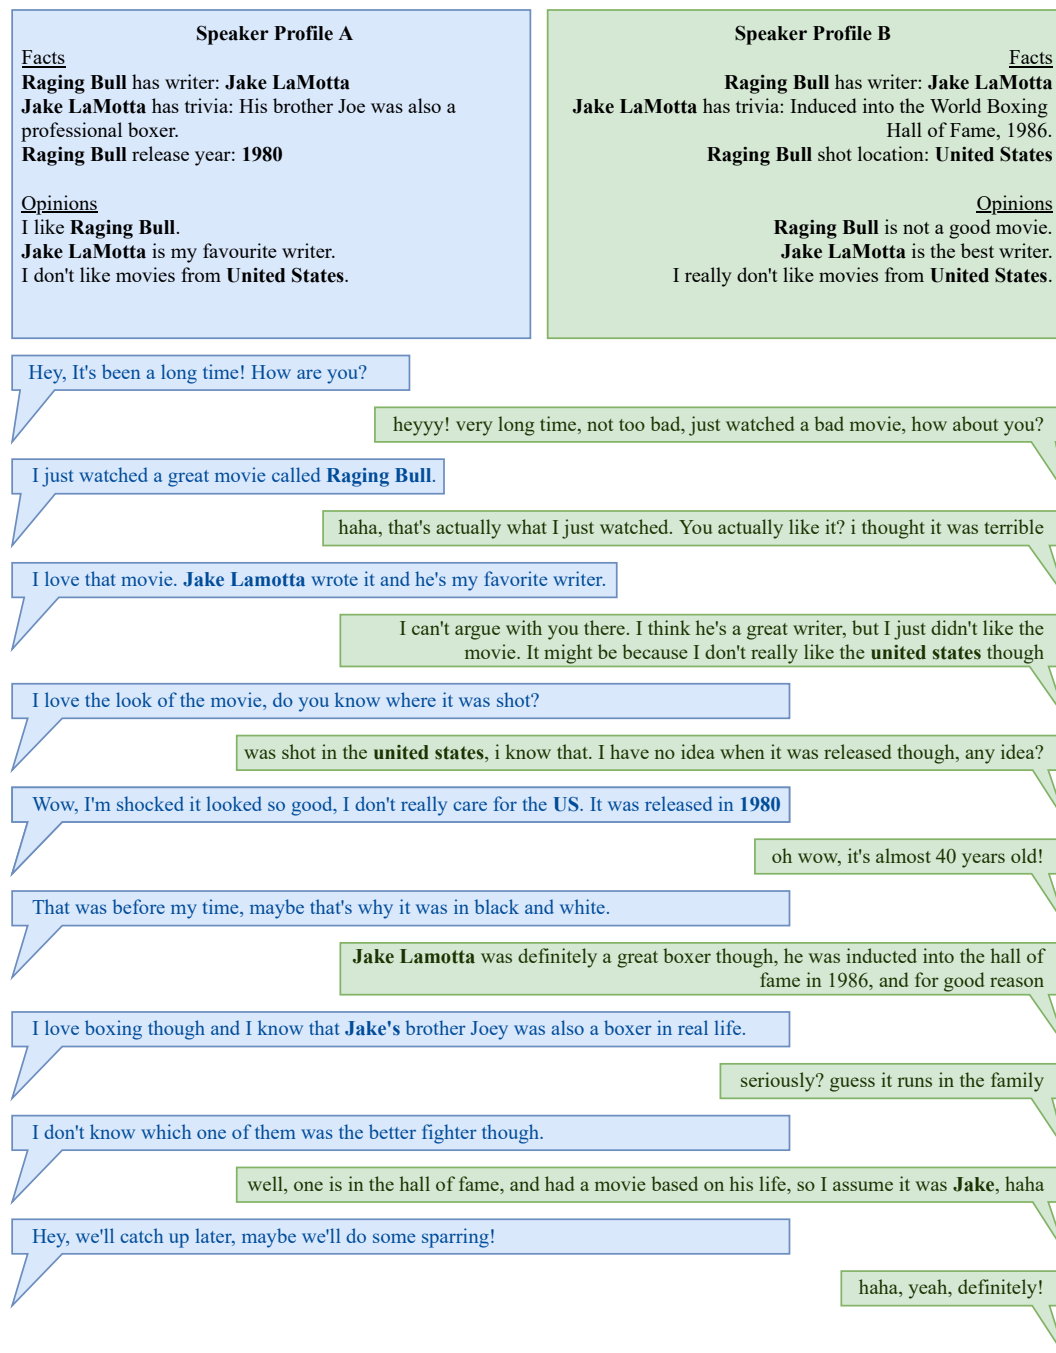 Speaker Profile A
Facts
Raging Bull has writer: Jake LaMotta
Jake LaMotta has trivia: His brother Joe was also a
professional boxer.
Raging Bull release year: 1980
Opinions
I like Raging Bull.
Jake LaMotta is my favourite writer.
I don't like movies from United States.
Speaker Profile B
Facts
Raging Bull has writer: Jake LaMotta
Jake LaMotta has trivia: Induced into the World Boxing
Hall of Fame, 1986.
Raging Bull shot location: United States
Opinions
Raging Bull is not a good movie.
Jake LaMotta is the best writer.
I really don't like movies from United States.
Hey, It's been a long time! How are you?
heyyy! very long time, not too bad, just watched a bad movie, how about you?
I just watched a great movie called Raging Bull.
haha, that's actually what I just watched. You actually like it? i thought it was terrible
I love that movie. Jake Lamotta wrote it and he's my favorite writer.
I can't argue with you there. I think he's a great writer, but I just didn't like the
movie. It might be because I don't really like the united states though
I love the look of the movie, do you know where it was shot?
was shot in the united states, i know that. I have no idea when it was released though, any idea?
Wow, I'm shocked it looked so good, I don't really care for the US. It was released in 1980
oh wow, it's almost 40 years old!
That was before my time, maybe that's why it was in black and white.
Jake Lamotta was definitely a great boxer though, he was inducted into the hall of
fame in 1986, and for good reason
I love boxing though and I know that Jake's brother Joey was also a boxer in real life.
seriously? guess it runs in the family
I don't know which one of them was the better fighter though.
well, one is in the hall of fame, and had a movie based on his life, so I assume it was Jake, haha
Hey, we'll catch up later, maybe we'll do some sparring!
haha, yeah, definitely!